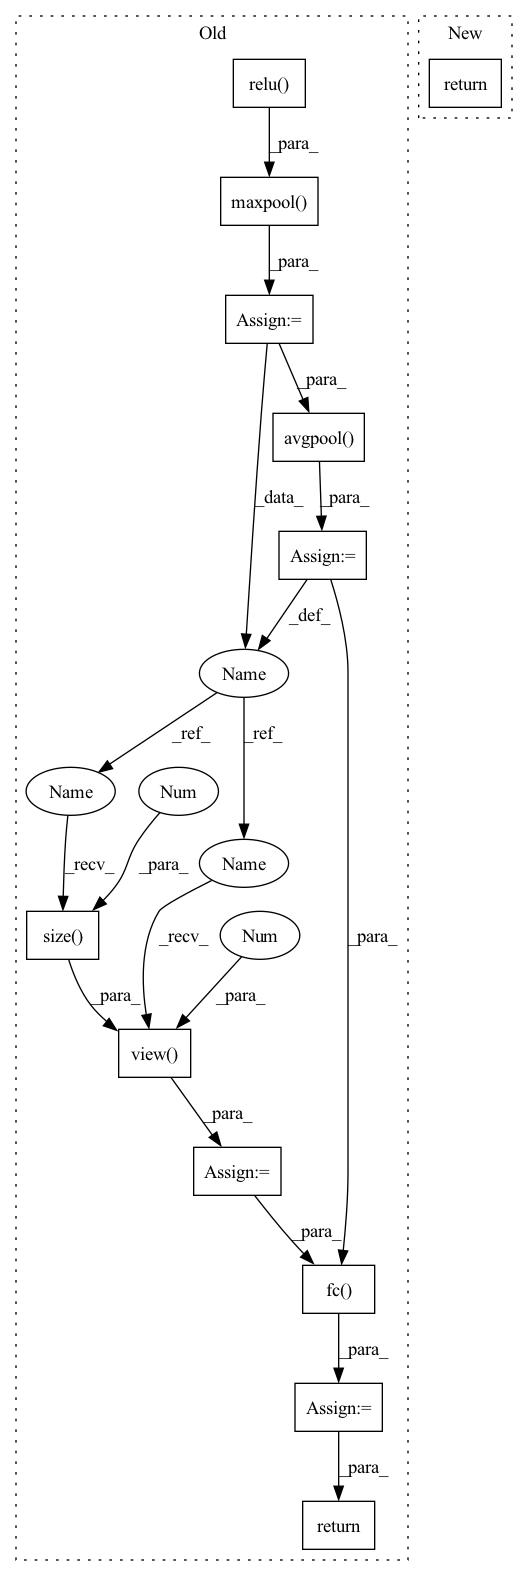 Old
New
relu()
return
_para_
maxpool()
_para_
Assign:=
_para_
avgpool()
_data_
_para_
Assign:=
_def_
Name
_ref_
_ref_
Name
Num
Name
_recv_
_para_
_para_
size()
_recv_
Num
_para_
_para_
view()
_para_
Assign:=
_para_
fc()
_para_
Assign:=
_para_
return